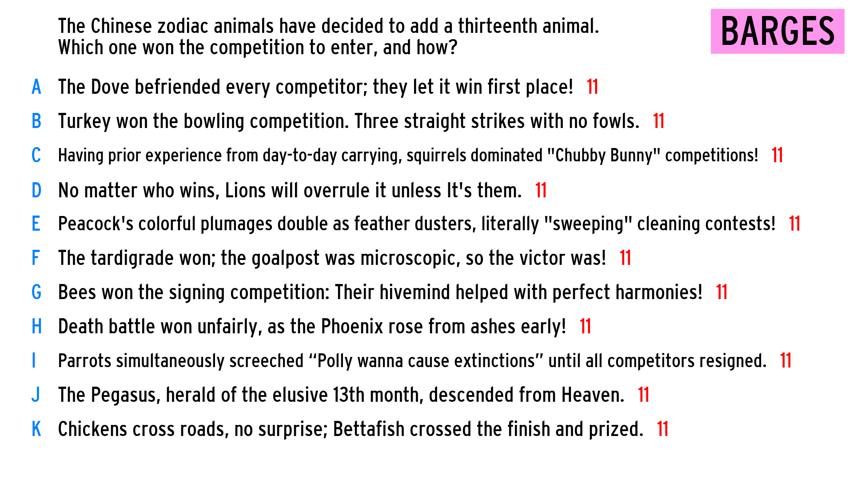 The Chinese zodiac animals have decided to add a thirteenth animal.
Which one won the competition to enter, and how?
BARGES
A The Dove befriended every competitor; they let it win first place! 11
B Turkey won the bowling competition. Three straight strikes with no fowls. 11
C Having prior experience from day-to-day carrying, squirrels dominated "Chubby Bunny" competitions! 11
D No matter who wins, Lions will overrule it unless It's them. 11
E Peacock's colorful plumages double as feather dusters, literally "sweeping" cleaning contests! 11
F The tardigrade won; the goalpost was microscopic, so the victor was! 11
G Bees won the signing competition: Their hivemind helped with perfect harmonies! 11
H Death battle won unfairly, as the Phoenix rose from ashes early! 11
I Parrots simultaneously screeched “Polly wanna cause extinctions” until all competitors resigned. 11
J The Pegasus, herald of the elusive 13th month, descended from Heaven. 11
K Chickens cross roads, no surprise; Bettafish crossed the finish and prized. 11